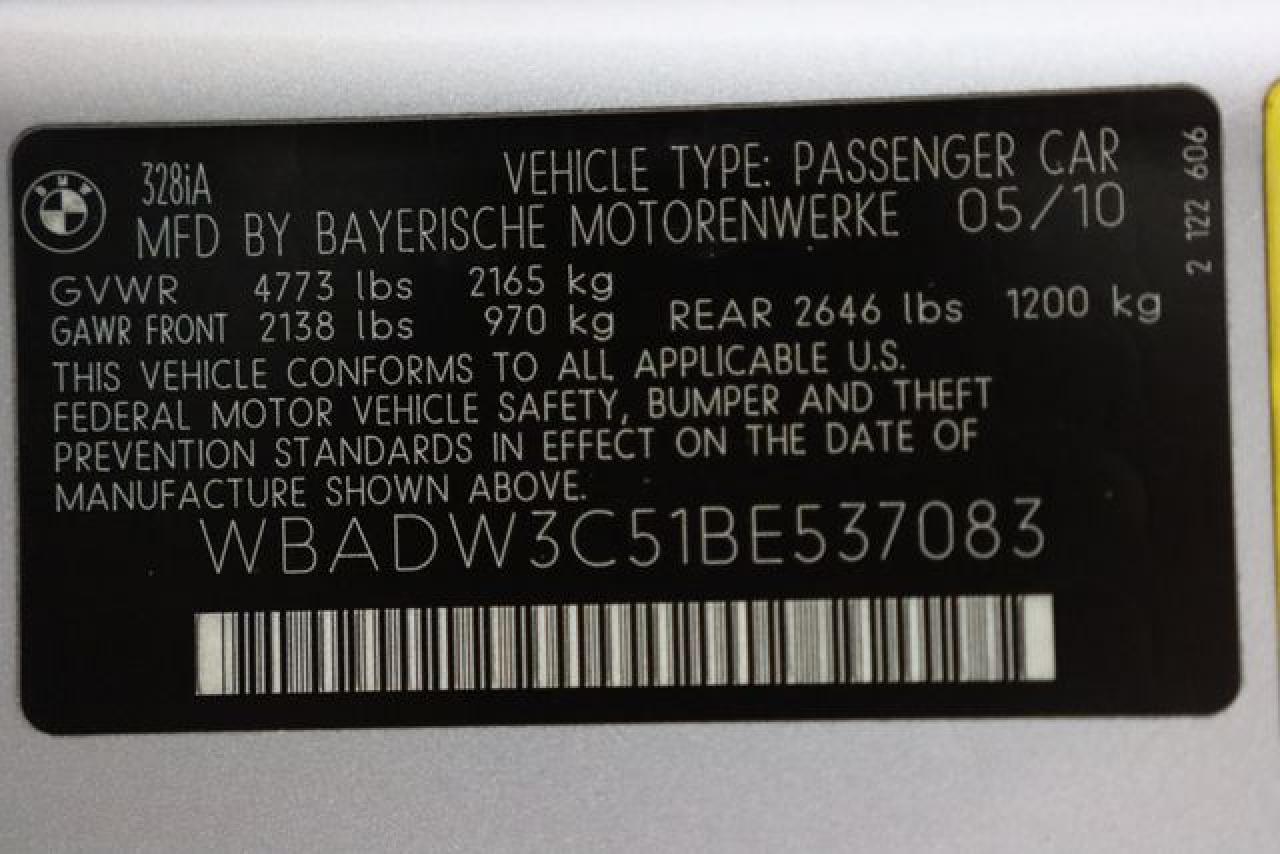 BMW
328iA
VEHICLE TYPE: PASSENGER CAR
MFD BY BAYERISCHE MOTORENWERKE 05/10
GVWR 4773 lbs 2165 kg
GAWR FRONT 2138 lbs 970 kg REAR 2646 lbs 1200 kg
THIS VEHICLE CONFORMS TO ALL APPLICABLE U.S.
FEDERAL MOTOR VEHICLE SAFETY, BUMPER AND THEFT
PREVENTION STANDARDS IN EFFECT ON THE DATE OF
MANUFACTURE SHOWN ABOVE.
WBADW3C51BE537083
2 122 606